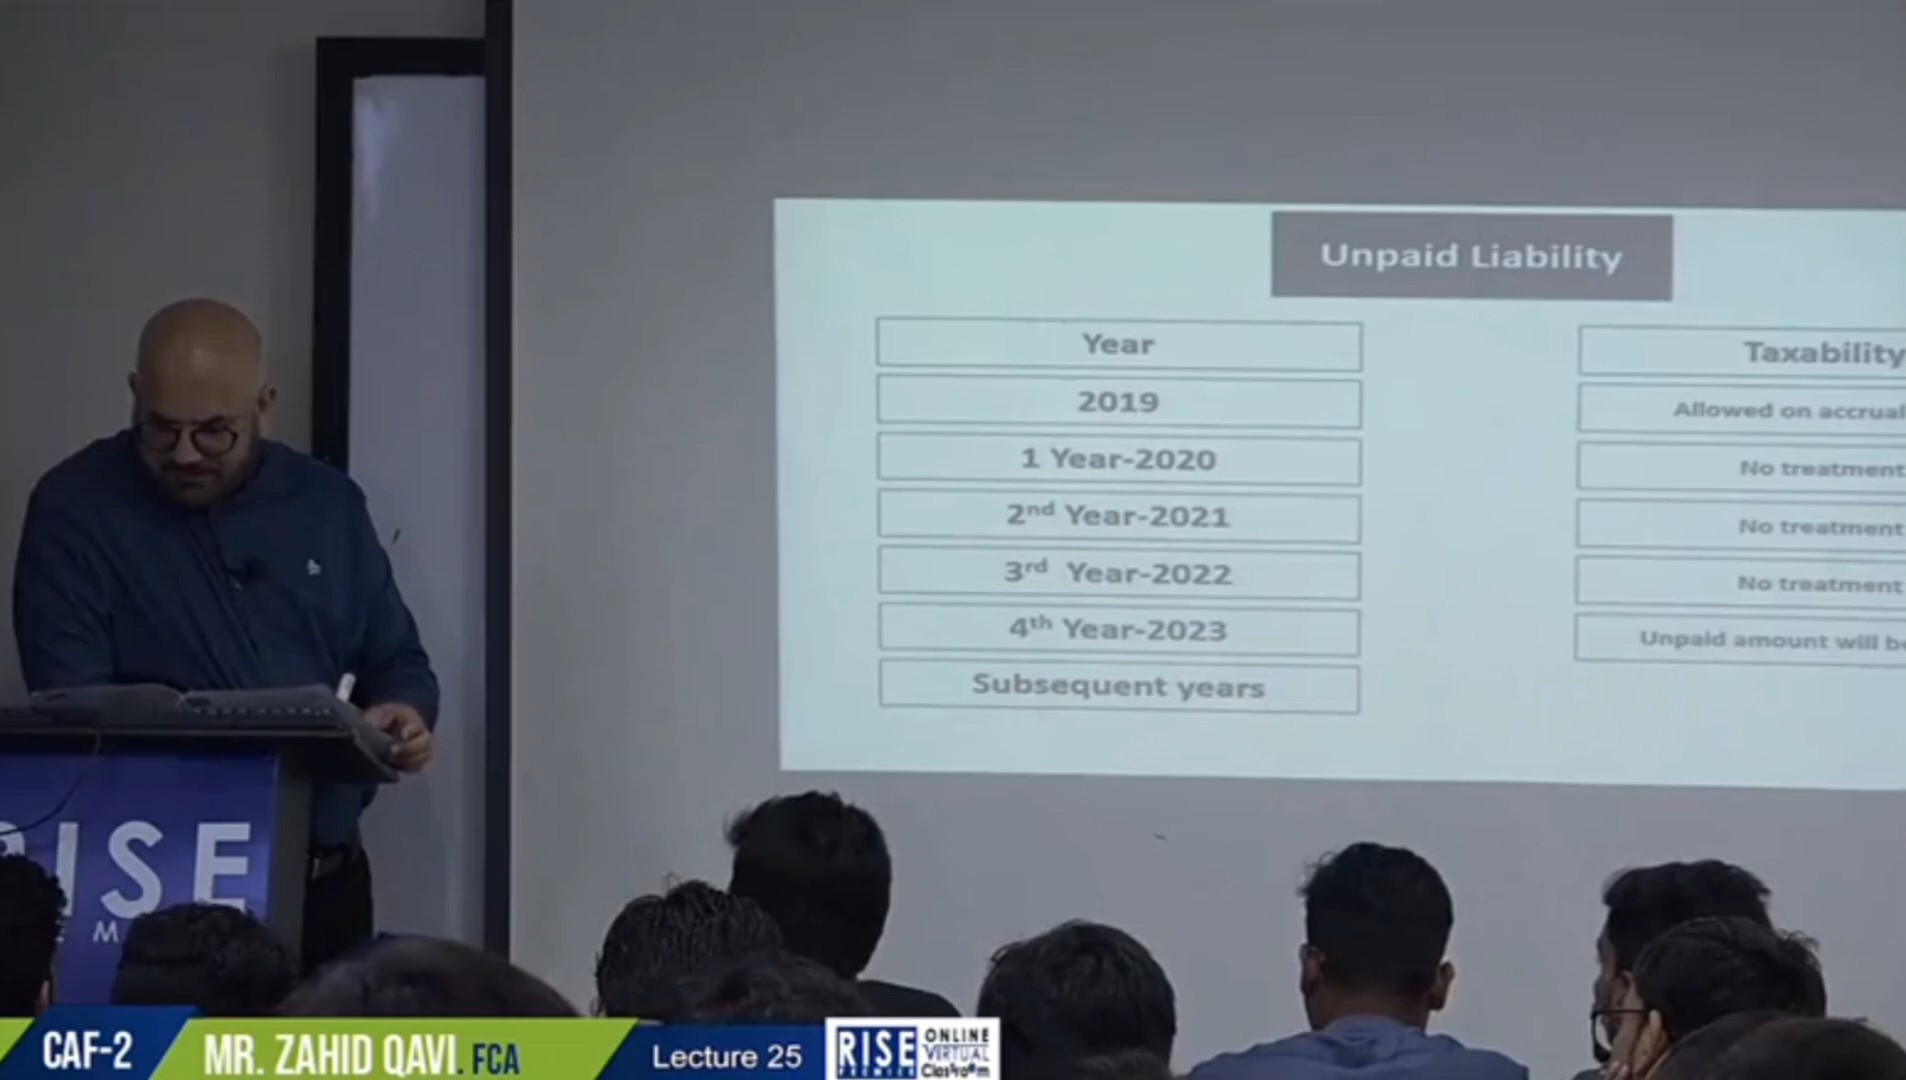 Unpaid Liability
Year
Taxability
2019
Allowed on accrual
1 Year-2020
No treatment
2nd Year-2021
No treatment
3rd Year-2022
No treatment
4th Year-2023
Unpaid amount will be
Subsequent years
RISE
E M
CAF-2
MR. ZAHID QAVI. FCA
Lecture 25
RISE
PREMIER
ONLINE
VIRTUAL
Classroom